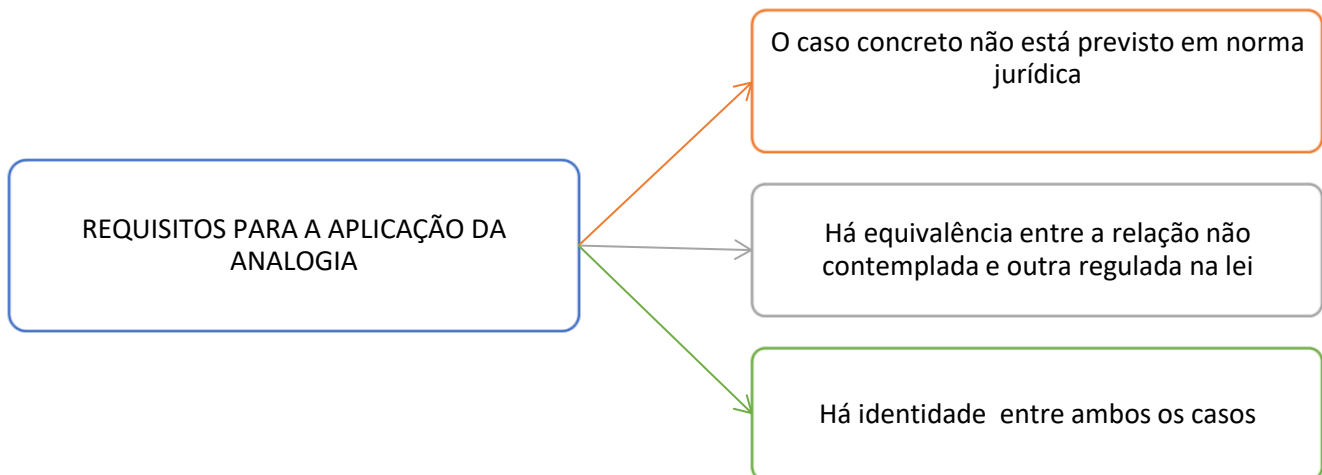 O caso concreto não está previsto em norma
jurídica
REQUISITOS PARA A APLICAÇÃO DA
ANALOGIA
Há equivalência entre a relação não
contemplada e outra regulada na lei
Há identidade entre ambos os casos